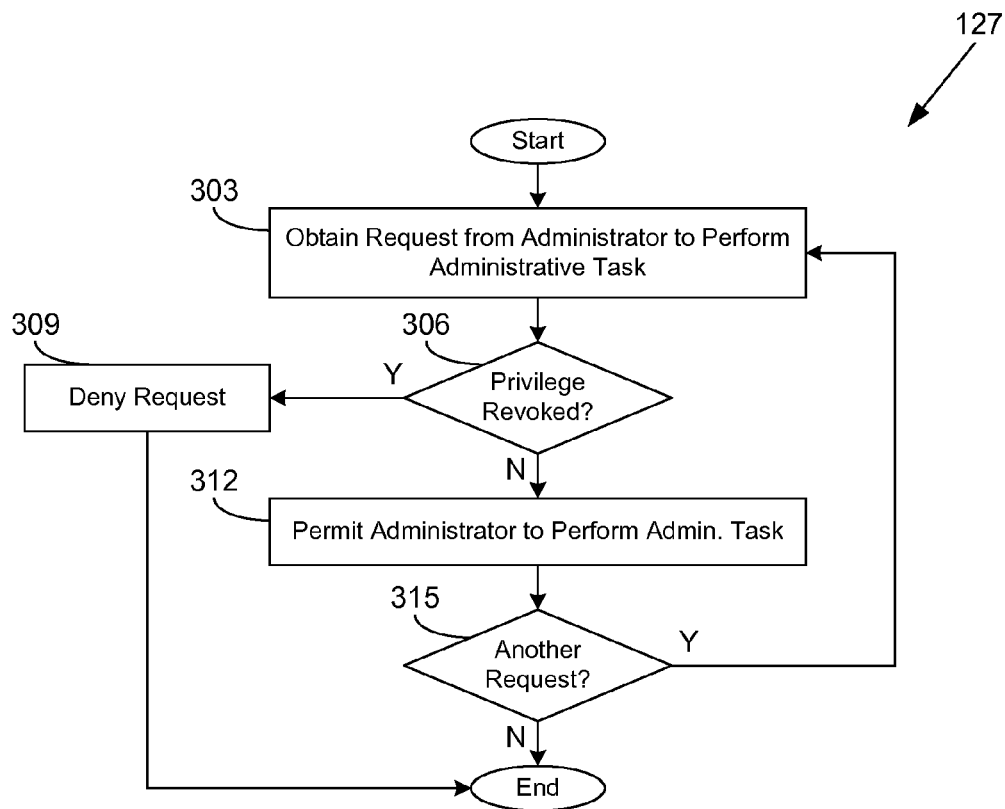 127
Start
303
Obtain Request from Administrator to Perform
Administrative Task
309
306
Y
Deny Request
Privilege
Revoked?
N
312
Permit Administrator to Perform Admin. Task
315
Y
Another
Request?
N
End